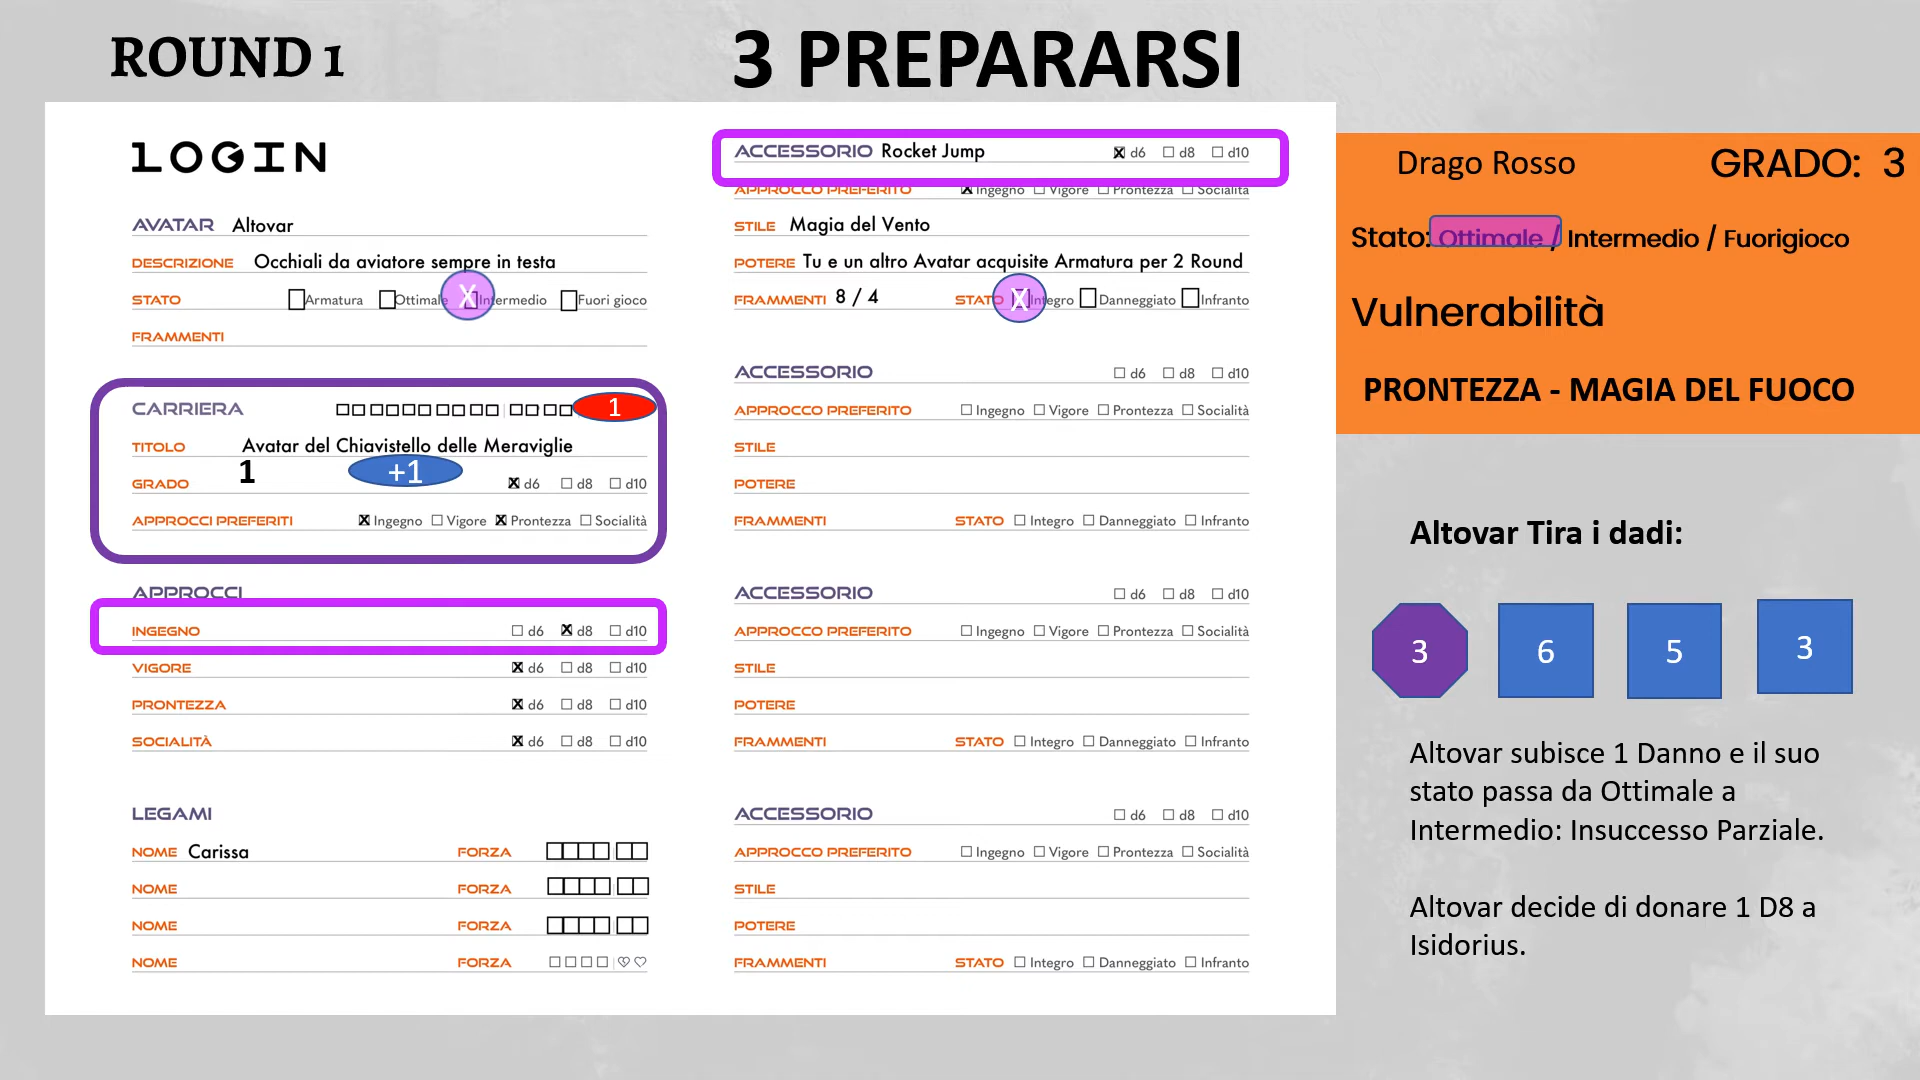 ROUND 1
3 PREPARARSI
LOGIN
AVATAR Altovar
DESCRIZIONE Occhiali da aviatore sempre in testa
STATO Armatura Ottimale X Intermedio Fuori gioco
FRAMMENTI
CARRIERA 1
TITOLO Avatar del Chiavistello delle Meraviglie
GRADO 1 +1 X d6 d8 d10
APPROCCI PREFERITI X Ingegno Vigore X Prontezza Socialità
APPROCCI
INGEGNO d6 X d8 d10
VIGORE X d6 d8 d10
PRONTEZZA X d6 d8 d10
SOCIALITÀ X d6 d8 d10
LEGAMI
NOME Carissa FORZA
NOME FORZA
NOME FORZA
NOME FORZA
ACCESSORIO Rocket Jump X d6 d8 d10
APPROCCO PREFERITO X Ingegno Vigore Prontezza Socialità
STILE Magia del Vento
POTERE Tu e un altro Avatar acquisite Armatura per 2 Round
FRAMMENTI 8 / 4 STATO X Integro Danneggiato Infranto
ACCESSORIO d6 d8 d10
APPROCCO PREFERITO Ingegno Vigore Prontezza Socialità
STILE
POTERE
FRAMMENTI STATO Integro Danneggiato Infranto
ACCESSORIO d6 d8 d10
APPROCCO PREFERITO Ingegno Vigore Prontezza Socialità
STILE
POTERE
FRAMMENTI STATO Integro Danneggiato Infranto
ACCESSORIO d6 d8 d10
APPROCCO PREFERITO Ingegno Vigore Prontezza Socialità
STILE
POTERE
FRAMMENTI STATO Integro Danneggiato Infranto
Drago Rosso GRADO: 3
Stato: Ottimale / Intermedio / Fuorigioco
Vulnerabilità
PRONTEZZA - MAGIA DEL FUOCO
Altovar Tira i dadi:
3 6 5 3
Altovar subisce 1 Danno e il suo
stato passa da Ottimale a
Intermedio: Insuccesso Parziale.
Altovar decide di donare 1 D8 a
Isidorius.